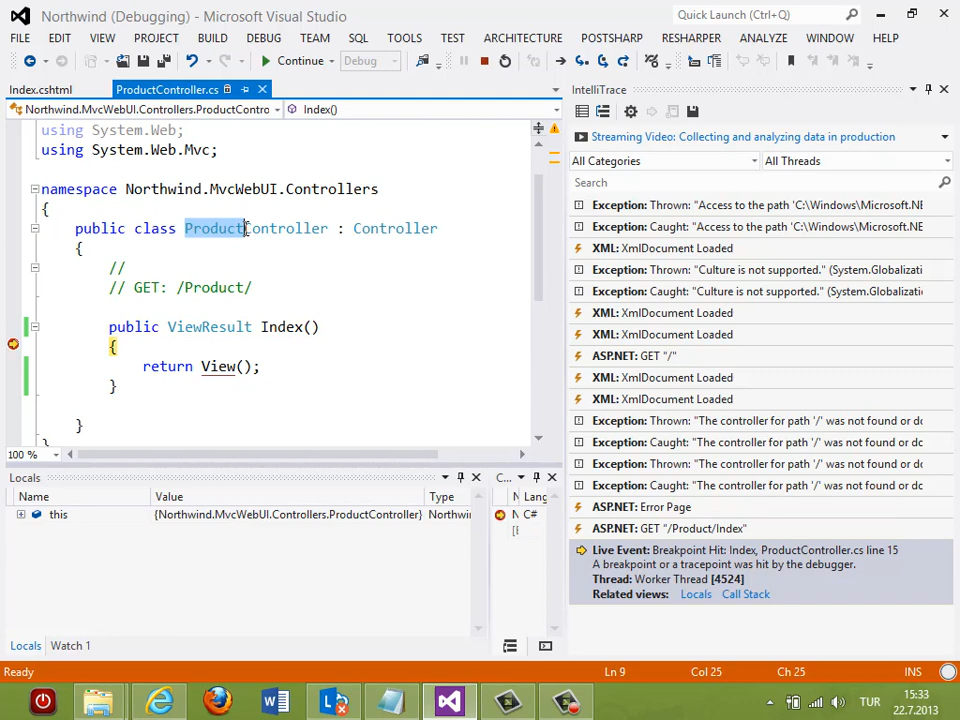 Northwind (Debugging) - Microsoft Visual Studio
Quick Launch (Ctrl+Q)
FILE EDIT VIEW PROJECT BUILD DEBUG TEAM SQL TOOLS TEST ARCHITECTURE POSTSHARP RESHARPER ANALYZE WINDOW HELP
Continue Debug
Index.cshtml ProductController.cs
Northwind.MvcWebUI.Controllers.ProductContro Index()
using System.Web;
using System.Web.Mvc;
namespace Northwind.MvcWebUI.Controllers
{
public class ProductController : Controller
{
//
// GET: /Product/
public ViewResult Index()
{
return View();
}
}
}
100 %
IntelliTrace
Streaming Video: Collecting and analyzing data in production
All Categories All Threads
Search
Exception: Thrown: "Access to the path 'C:\Windows\Microsoft.NE
Exception: Caught: "Access to the path 'C:\Windows\Microsoft.NE
XML: XmlDocument Loaded
Exception: Thrown: "Culture is not supported." (System.Globalizati
Exception: Caught: "Culture is not supported." (System.Globalizati
XML: XmlDocument Loaded
XML: XmlDocument Loaded
ASP.NET: GET "/"
XML: XmlDocument Loaded
XML: XmlDocument Loaded
Exception: Thrown: "The controller for path '/' was not found or dc
Exception: Caught: "The controller for path '/' was not found or dc
Exception: Thrown: "The controller for path '/' was not found or dc
Exception: Caught: "The controller for path '/' was not found or dc
ASP.NET: Error Page
ASP.NET: GET "/Product/Index"
Live Event: Breakpoint Hit: Index, ProductController.cs line 15
A breakpoint or a tracepoint was hit by the debugger.
Thread: Worker Thread [4524]
Related views: Locals Call Stack
Locals
Name Value Type
this {Northwind.MvcWebUI.Controllers.ProductController} Northwir
C...
N Lang
N C#
[E
Locals Watch 1
Ready Ln 9 Col 25 Ch 25 INS
TUR
15:33
22.7.2013